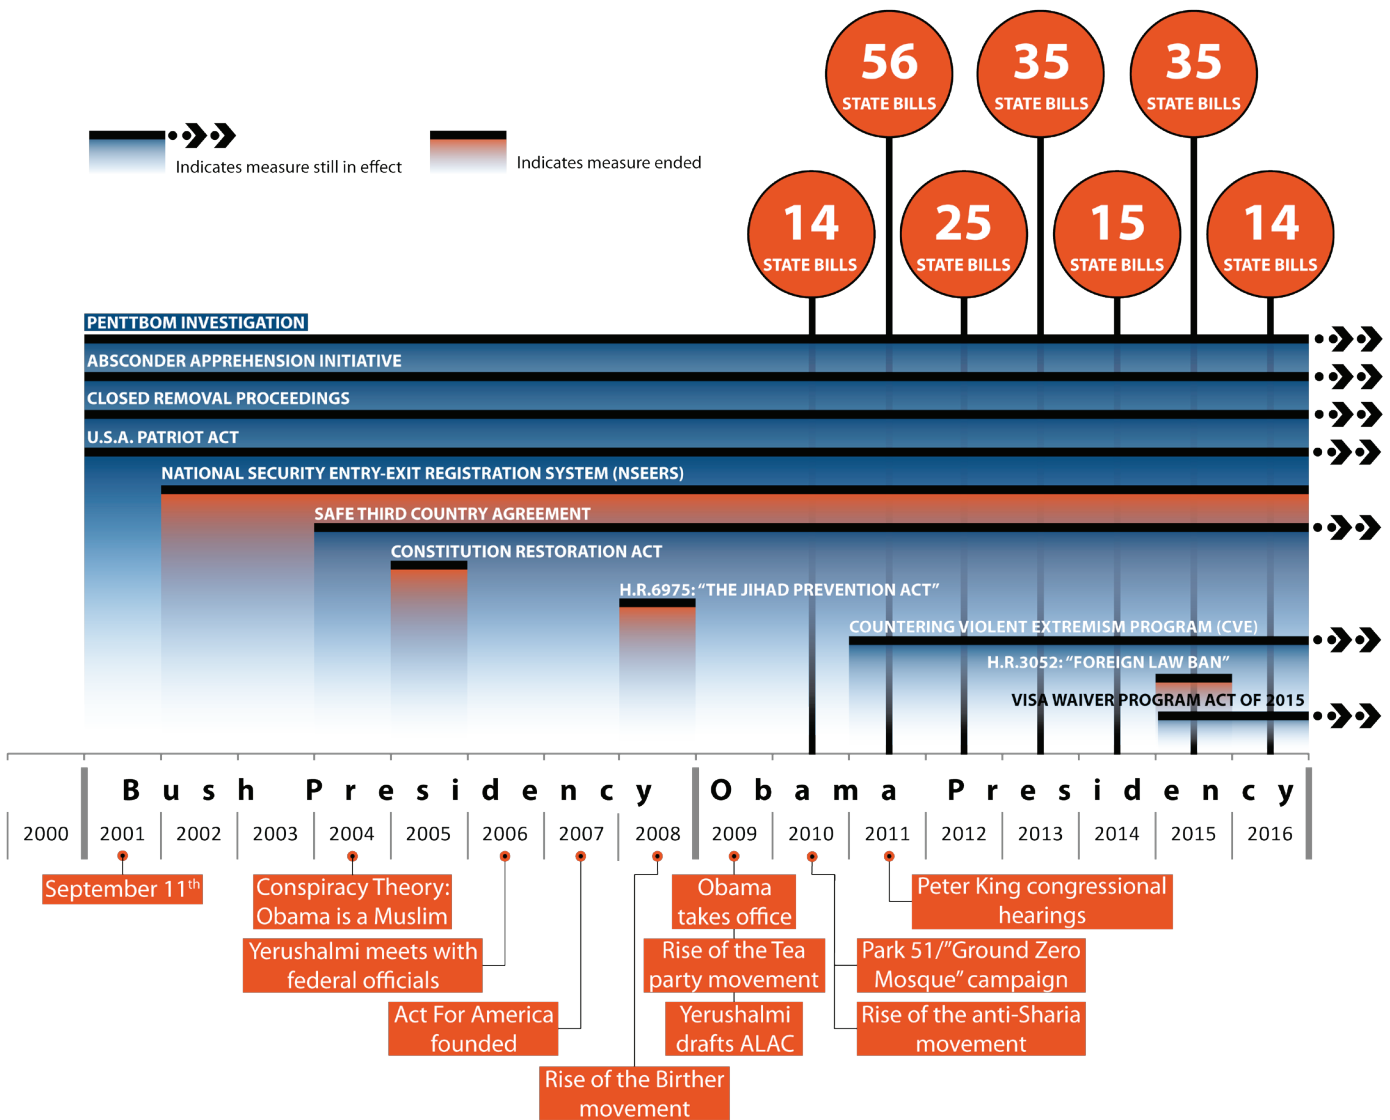 56
STATE BILLS
35
STATE BILLS
35
STATE BILLS
Indicates measure still in effect
Indicates measure ended
14
STATE BILLS
25
STATE BILLS
15
STATE BILLS
14
STATE BILLS
PENTTBOM INVESTIGATION
ABSCONDER APPREHENSION INITIATIVE
CLOSED REMOVAL PROCEEDINGS
U.S.A. PATRIOT ACT
NATIONAL SECURITY ENTRY-EXIT REGISTRATION SYSTEM (NSEERS)
SAFE THIRD COUNTRY AGREEMENT
CONSTITUTION RESTORATION ACT
H.R.6975: “THE JIHAD PREVENTION ACT”
COUNTERING VIOLENT EXTREMISM PROGRAM (CVE)
H.R.3052: “FOREIGN LAW BAN”
VISA WAIVER PROGRAM ACT OF 2015
Bush Presidency
Obama Presidency
2000 2001 2002 2003 2004 2005 2006 2007 2008 2009 2010 2011 2012 2013 2014 2015 2016
September 11th
Conspiracy Theory:
Obama is a Muslim
Yerushalmi meets with
federal officials
Act For America
founded
Rise of the Birther
movement
Obama
takes office
Rise of the Tea
party movement
Yerushalmi
drafts ALAC
Peter King congressional
hearings
Park 51/”Ground Zero
Mosque” campaign
Rise of the anti-Sharia
movement